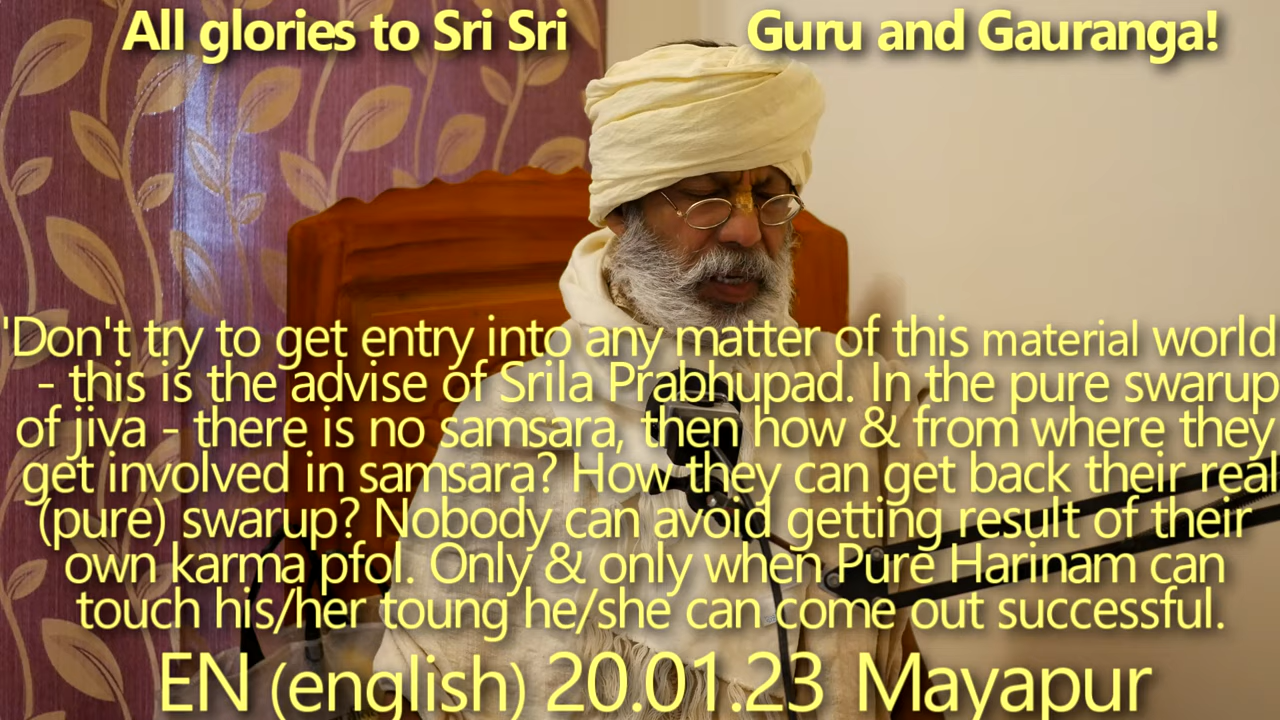 All glories to Sri Sri Guru and Gauranga!
'Don't try to get entry into any matter of this material world
- this is the advise of Srila Prabhupad. In the pure swarup
of jiva - there is no samsara, then how & from where they
get involved in samsara? How they can get back their real
(pure) swarup? Nobody can avoid getting result of their
own karma pfol. Only & only when Pure Harinam can
touch his/her toung he/she can come out successful.
EN (english) 20.01.23 Mayapur